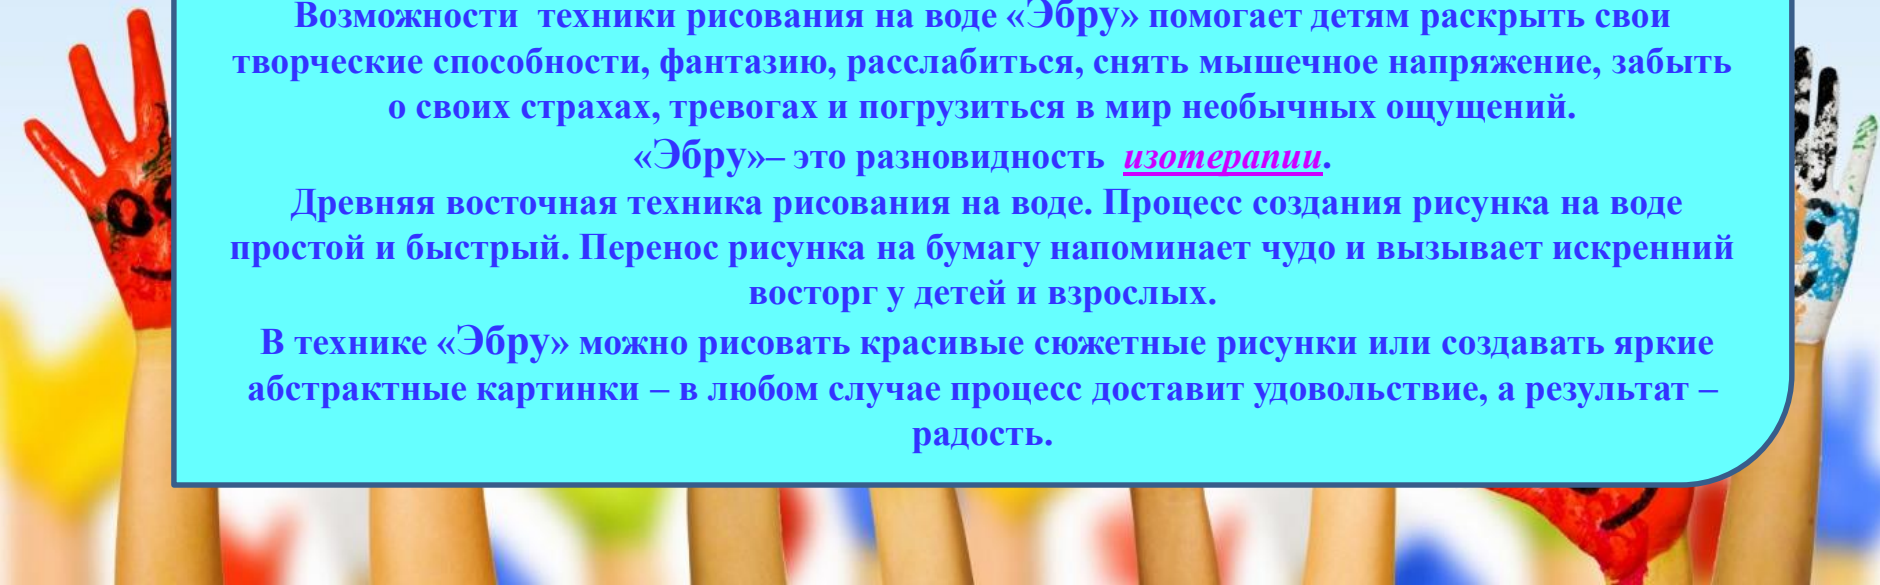 Возможности техники рисования на воде «Эбру» помогает детям раскрыть свои
творческие способности, фантазию, расслабиться, снять мышечное напряжение, забыть
о своих страхах, тревогах и погрузиться в мир необычных ощущений.
«Эбру»– это разновидность изотерапии.
Древняя восточная техника рисования на воде. Процесс создания рисунка на воде
простой и быстрый. Перенос рисунка на бумагу напоминает чудо и вызывает искренний
восторг у детей и взрослых.
В технике «Эбру» можно рисовать красивые сюжетные рисунки или создавать яркие
абстрактные картинки – в любом случае процесс доставит удовольствие, а результат –
радость.